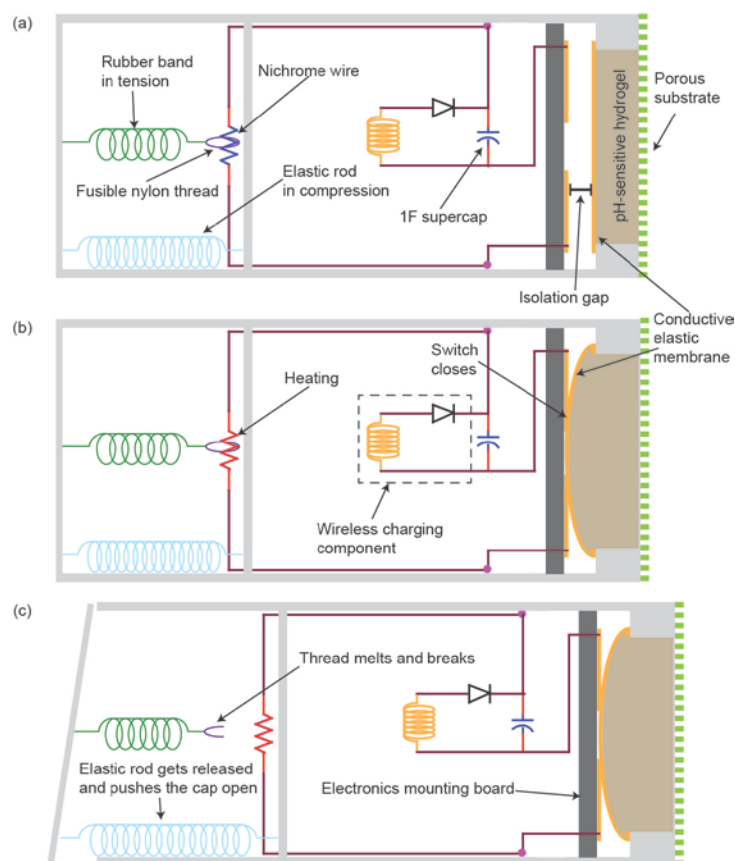 (a)
Rubber band
in tension
Nichrome wire
Fusible nylon thread
Elastic rod
in compression
1F supercap
pH-sensitive hydrogel
Porous
substrate
Isolation gap
(b)
Conductive
elastic
membrane
Switch
closes
Heating
Wireless charging
component
(c)
Thread melts and breaks
Elastic rod gets released
and pushes the cap open
Electronics mounting board